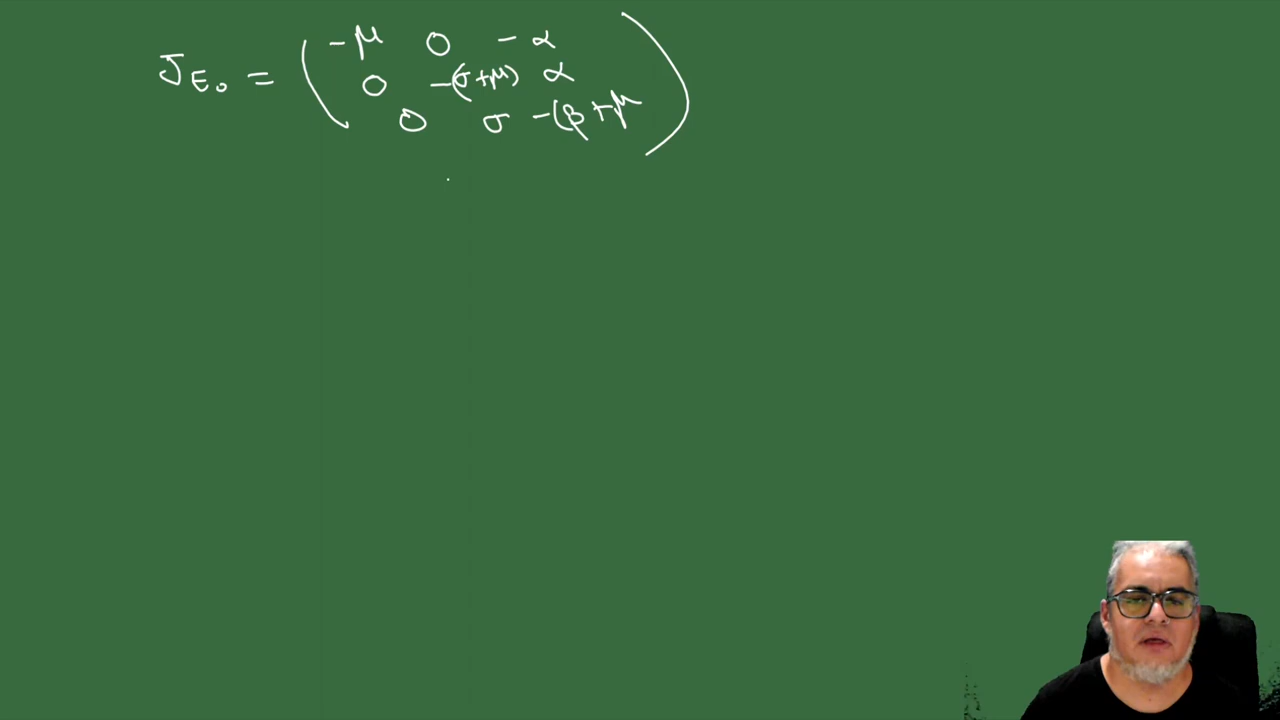 J_E₀ = ( -μ 0 -α
0 -(σ+μ) α
0 σ -(β+μ )